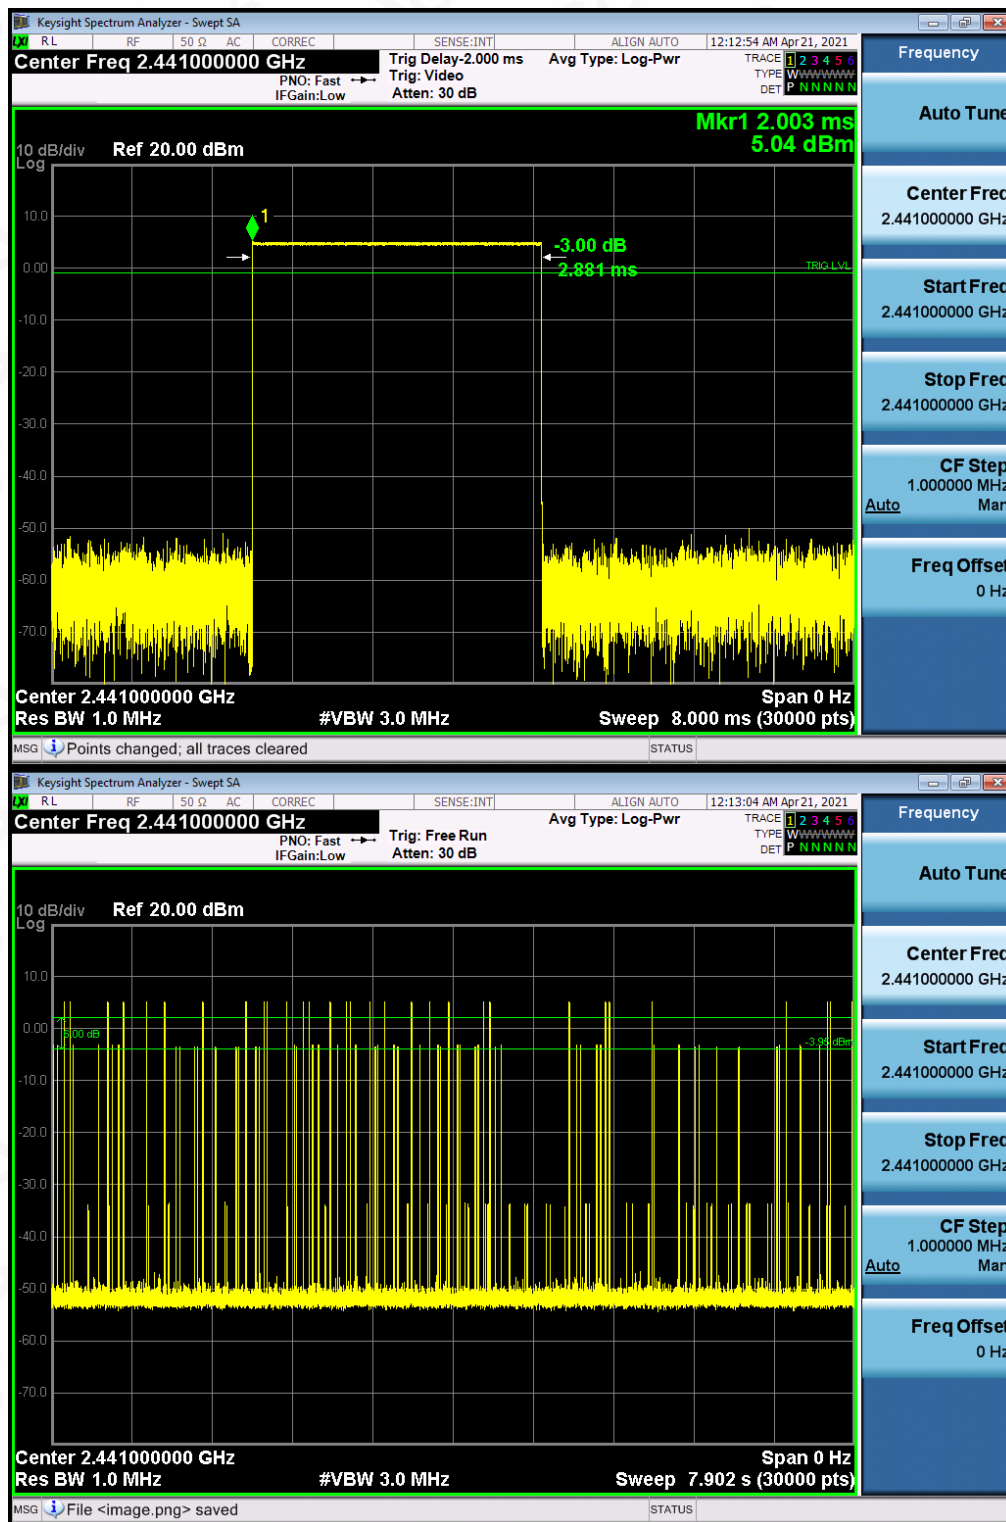 Keysight Spectrum Analyzer - Swept SA
LXI RL RF 50 Ω AC CORREC SENSE:INT ALIGN AUTO 12:12:54 AM Apr 21, 2021
Center Freq 2.441000000 GHz Trig Delay-2.000 ms Avg Type: Log-Pwr TRACE 1 2 3 4 5 6
PNO: Fast Trig: Video TYPE WWWWWW
IFGain:Low Atten: 30 dB DET P N N N N N
Frequency
Auto Tune
Mkr1 2.003 ms
5.04 dBm
10 dB/div Ref 20.00 dBm
Log
10.0
1
0.00
-3.00 dB
2.881 ms
TRIG LVL
-10.0
-20.0
-30.0
-40.0
-50.0
-60.0
-70.0
Center Freq
2.441000000 GHz
Start Freq
2.441000000 GHz
Stop Freq
2.441000000 GHz
CF Step
1.000000 MHz
Auto Man
Freq Offset
0 Hz
Center 2.441000000 GHz Span 0 Hz
Res BW 1.0 MHz #VBW 3.0 MHz Sweep 8.000 ms (30000 pts)
MSG Points changed; all traces cleared STATUS
Keysight Spectrum Analyzer - Swept SA
LXI RL RF 50 Ω AC CORREC SENSE:INT ALIGN AUTO 12:13:04 AM Apr 21, 2021
Center Freq 2.441000000 GHz Avg Type: Log-Pwr TRACE 1 2 3 4 5 6
PNO: Fast Trig: Free Run TYPE WWWWWW
IFGain:Low Atten: 30 dB DET P N N N N N
Frequency
Auto Tune
10 dB/div Ref 20.00 dBm
Log
10.0
0.00
6.00 dB
-3.95 dBm
-10.0
-20.0
-30.0
-40.0
-50.0
-60.0
-70.0
Center Freq
2.441000000 GHz
Start Freq
2.441000000 GHz
Stop Freq
2.441000000 GHz
CF Step
1.000000 MHz
Auto Man
Freq Offset
0 Hz
Center 2.441000000 GHz Span 0 Hz
Res BW 1.0 MHz #VBW 3.0 MHz Sweep 7.902 s (30000 pts)
MSG File <image.png> saved STATUS